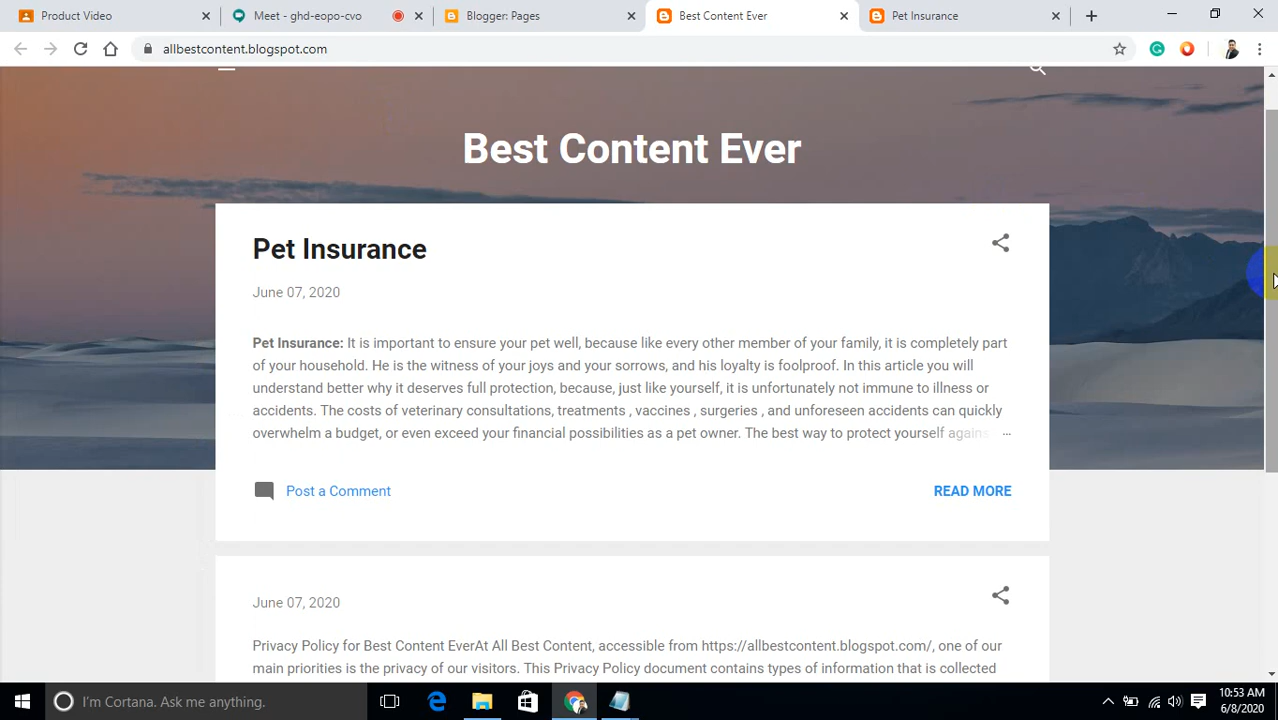 Product Video
Meet - ghd-eopo-cvo
Blogger: Pages
Best Content Ever
Pet Insurance
allbestcontent.blogspot.com
Best Content Ever
Pet Insurance
June 07, 2020
Pet Insurance: It is important to ensure your pet well, because like every other member of your family, it is completely part
of your household. He is the witness of your joys and your sorrows, and his loyalty is foolproof. In this article you will
understand better why it deserves full protection, because, just like yourself, it is unfortunately not immune to illness or
accidents. The costs of veterinary consultations, treatments , vaccines , surgeries , and unforeseen accidents can quickly
overwhelm a budget, or even exceed your financial possibilities as a pet owner. The best way to protect yourself agains ...
Post a Comment
READ MORE
June 07, 2020
Privacy Policy for Best Content EverAt All Best Content, accessible from https://allbestcontent.blogspot.com/, one of our
main priorities is the privacy of our visitors. This Privacy Policy document contains types of information that is collected
I'm Cortana. Ask me anything.
10:53 AM
6/8/2020